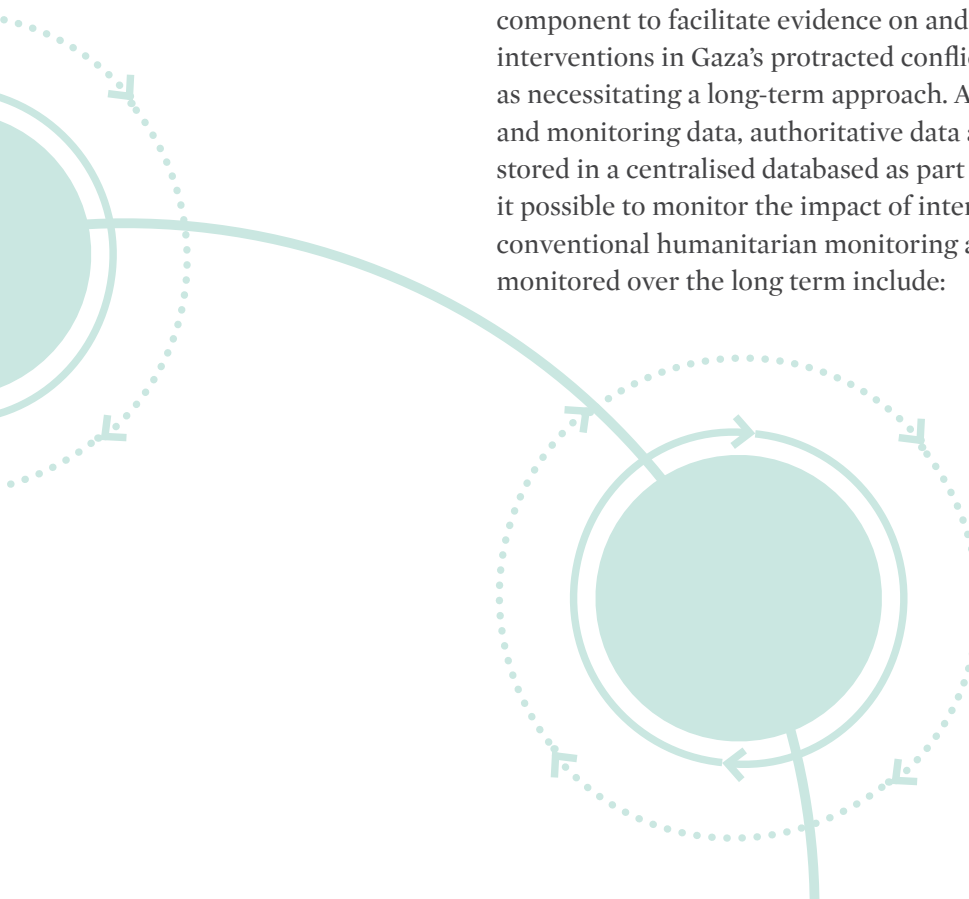 component to facilitate evidence on and
interventions in Gaza's protracted
as necessitating a long-term approach.
and monitoring data, authoritative data
stored in a centralised databased as part
it possible to monitor the impact of
conventional humanitarian monitoring
monitored over the long term include: